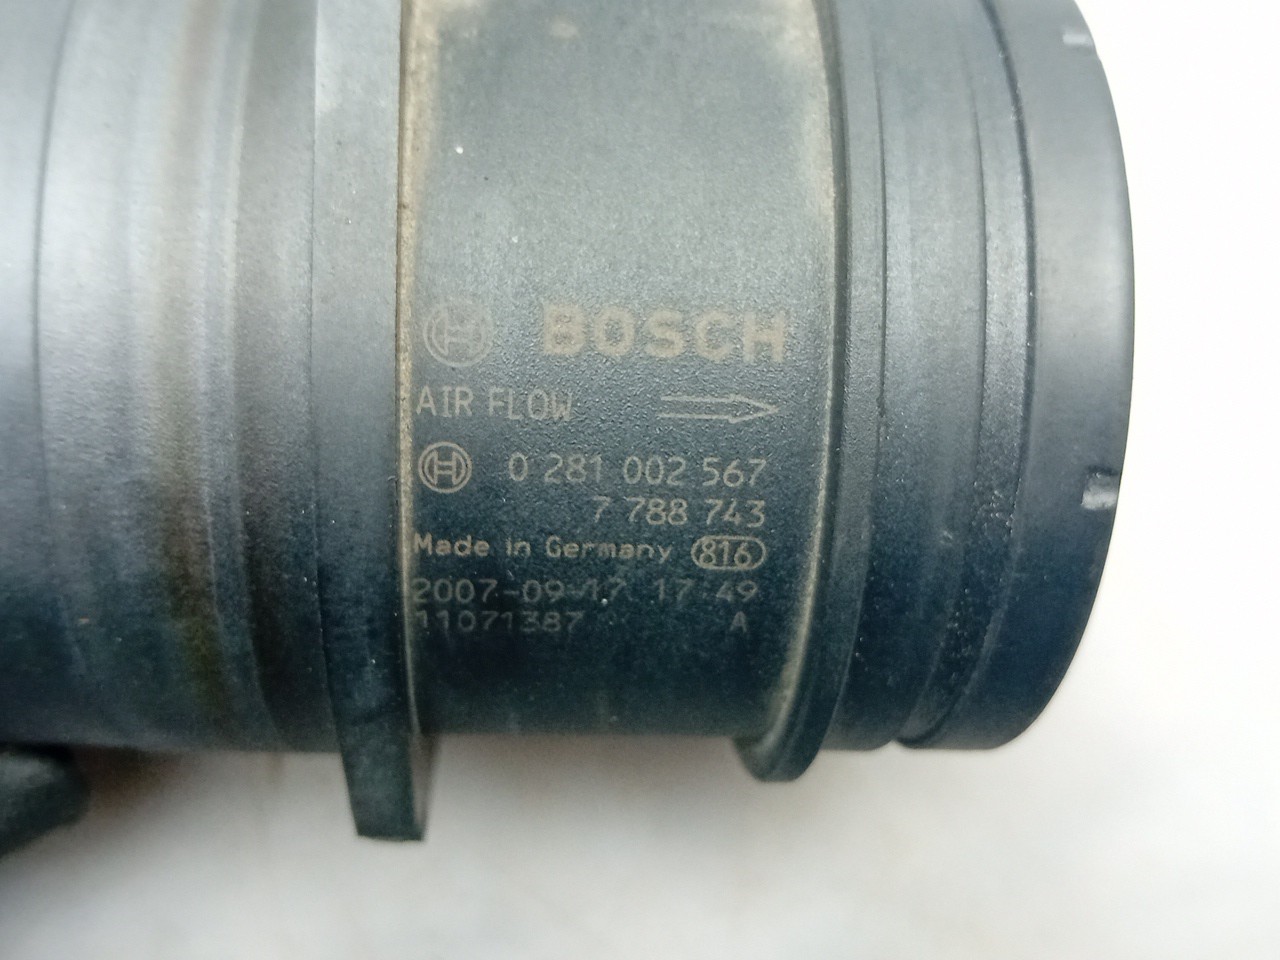 BOSCH
AIR FLOW
0 281 002 567
7 788 743
Made in Germany 816
2007-09-17 17:49
11071387 A